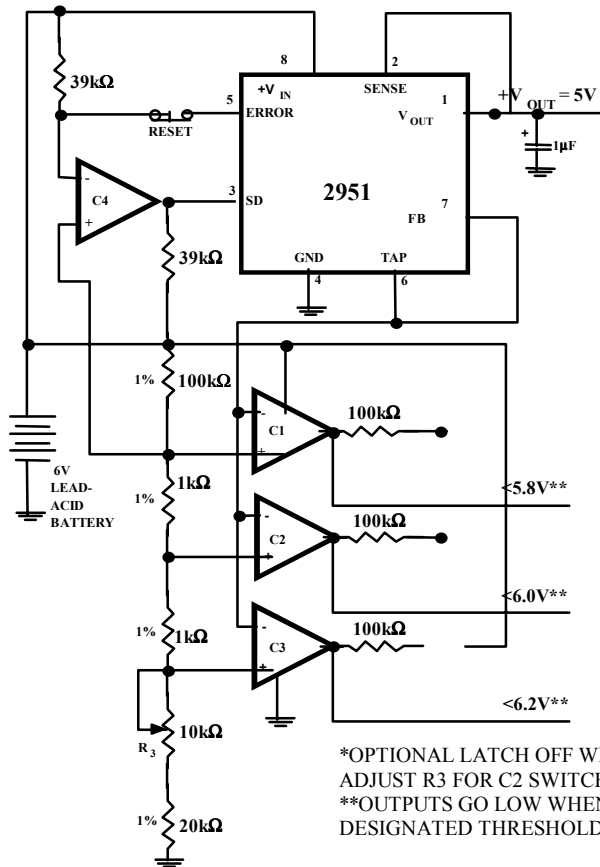 8
2
39kΩ
+V IN
SENSE
5
ERROR
1
+V OUT = 5V
RESET
V OUT
+
1μF
-
C4
+
3
SD
2951
7
FB
39kΩ
GND
TAP
4
6
1%
100kΩ
-
C1
+
100kΩ
6V
LEAD-
ACID
BATTERY
1%
1kΩ
<5.8V**
-
C2
+
100kΩ
1%
1kΩ
<6.0V**
-
C3
+
100kΩ
R3
10kΩ
<6.2V**
1%
20kΩ
*OPTIONAL LATCH OFF
ADJUST R3 FOR C2 SWITCH
**OUTPUTS GO LOW WHEN
DESIGNATED THRESHOLD